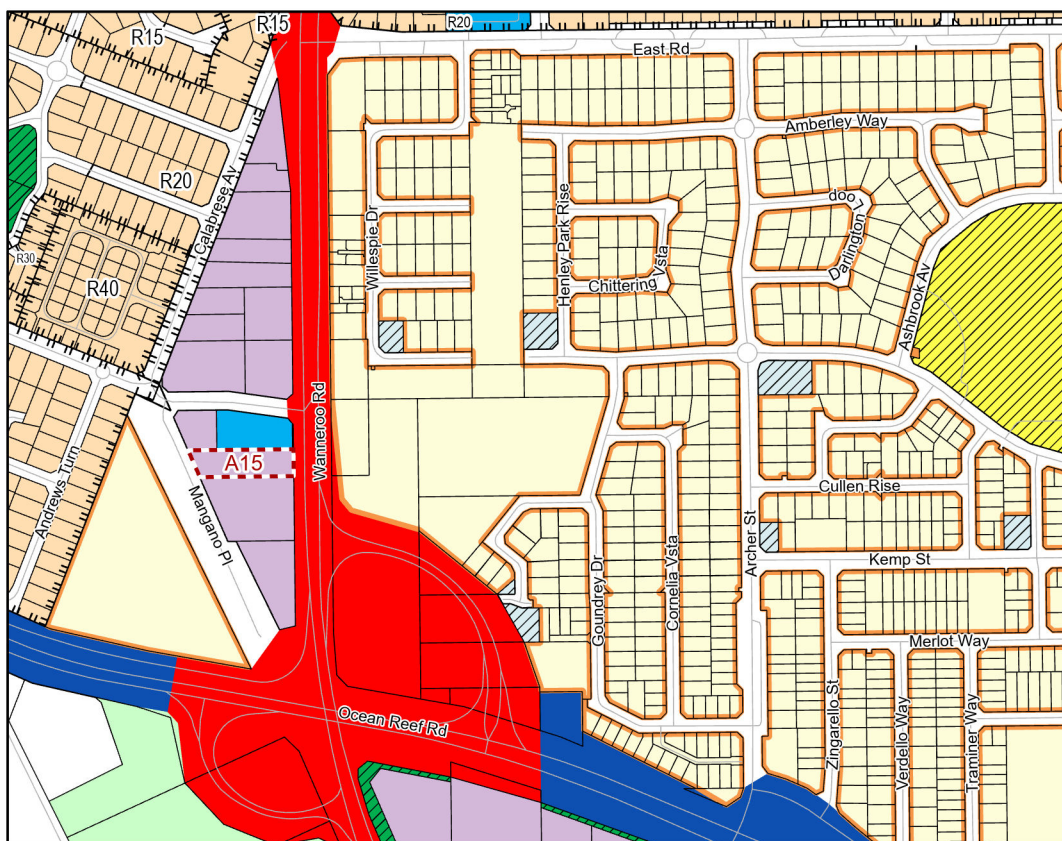 R15
R15
R20
East Rd
Amberley Way
R20
Calabrese Av
Willespie Dr
Henley Park Rise
Darlington Loop
R30
R40
Chittering Vsta
Ashbrook Av
Wanneroo Rd
A15
Andrews Turn
Mangano Pl
Cullen Rise
Archer St
Kemp St
Goundrey Dr
Cornelia Vsta
Merlot Way
Ocean Reef Rd
Zingarello St
Verdello Way
Traminer Way